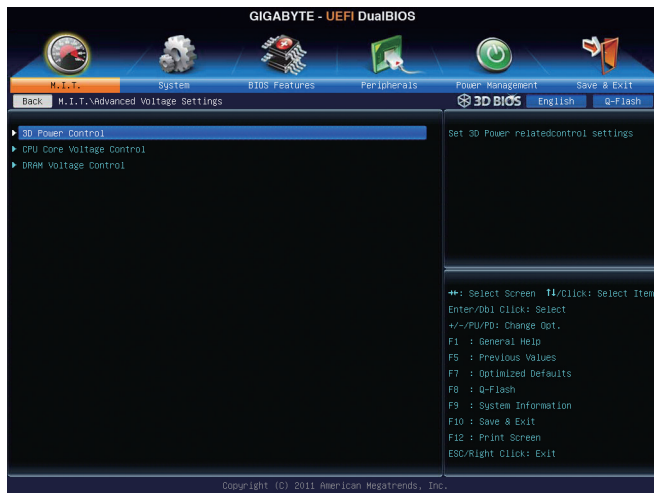 GIGABYTE - UEFI DualBIOS
M.I.T. System BIOS Features Peripherals Power Management Save & Exit
Back M.I.T.\Advanced Voltage Settings 3D BIOS English Q-Flash
3D Power Control
CPU Core Voltage Control
DRAM Voltage Control
Set 3D Power relatedcontrol settings
→←: Select Screen ↑↓/Click: Select Item
Enter/Dbl Click: Select
+/-/PU/PD: Change Opt.
F1 : General Help
F5 : Previous Values
F7 : Optimized Defaults
F8 : Q-Flash
F9 : System Information
F10 : Save & Exit
F12 : Print Screen
ESC/Right Click: Exit
Copyright (C) 2011 American Megatrends, Inc.